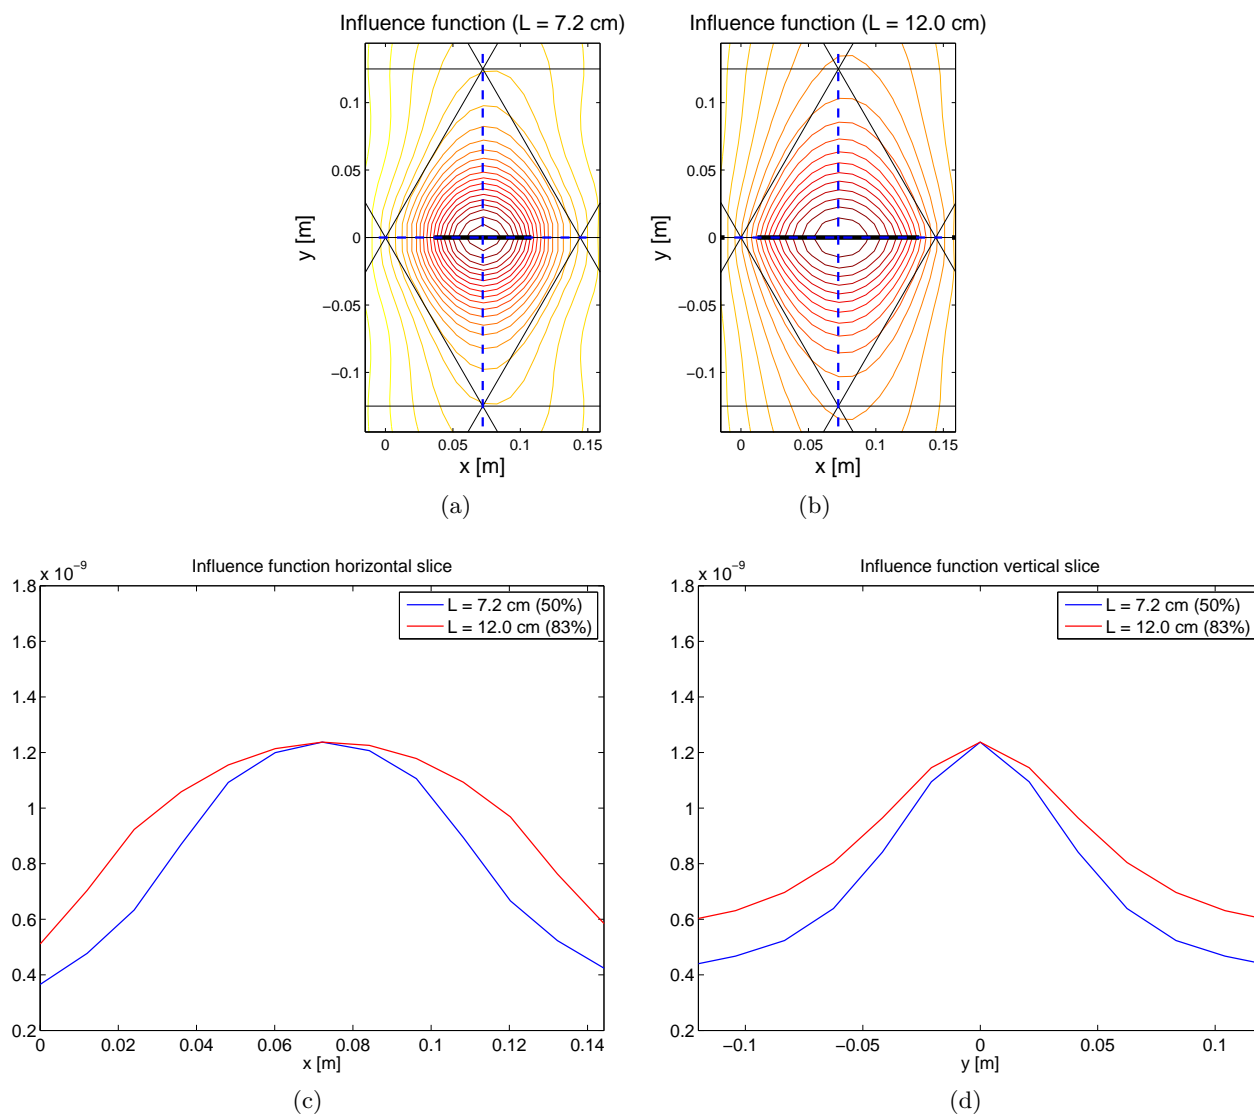 Influence function (L = 7.2 cm)
0.1
0.05
0
−0.05
−0.1
y [m]
0
0.05
0.1
0.15
x [m]
(a)
Influence function (L = 12.0 cm)
0.1
0.05
0
−0.05
−0.1
y [m]
0
0.05
0.1
0.15
x [m]
(b)
x 10⁻⁹
Influence function horizontal slice
1.8
1.6
1.4
1.2
1
0.8
0.6
0.4
0.2
L = 7.2 cm (50%)
L = 12.0 cm (83%)
0
0.02
0.04
0.06
0.08
0.1
0.12
0.14
x [m]
(c)
x 10⁻⁹
Influence function vertical slice
1.8
1.6
1.4
1.2
1
0.8
0.6
0.4
0.2
L = 7.2 cm (50%)
L = 12.0 cm (83%)
−0.1
−0.05
0
0.05
0.1
y [m]
(d)